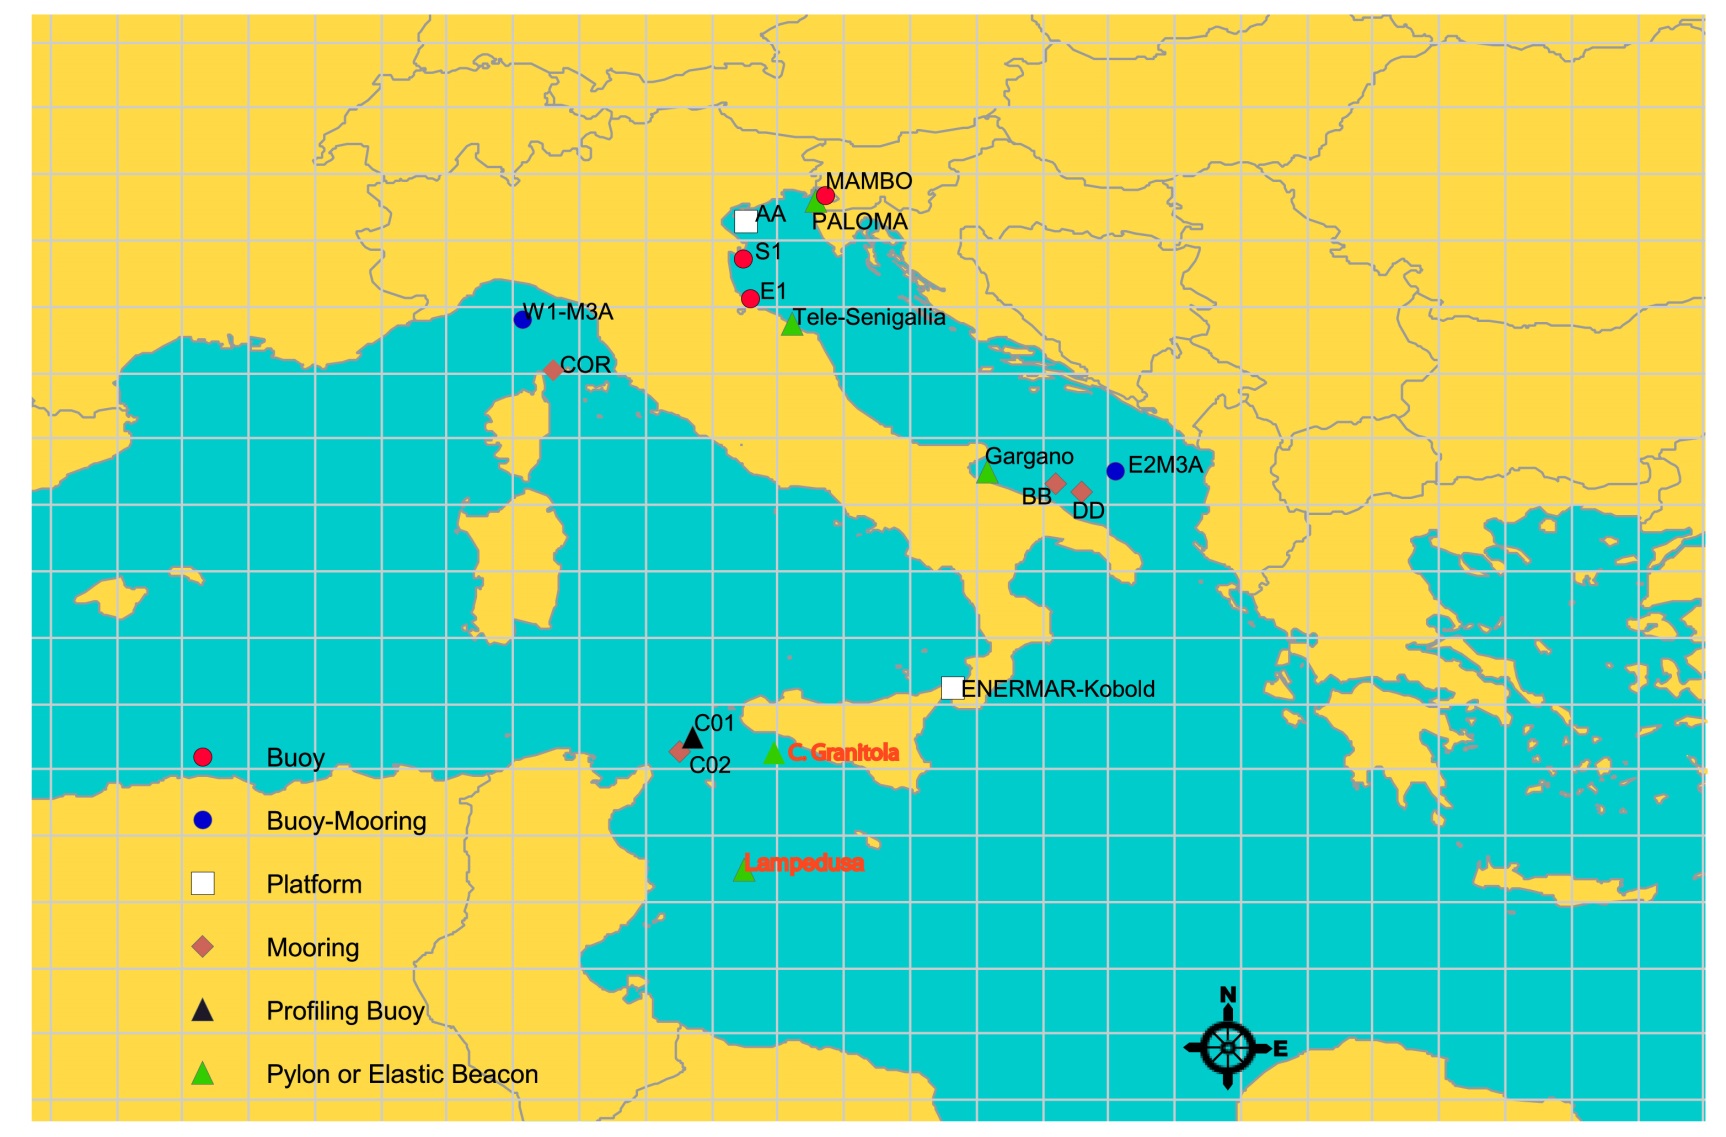 MAMBO
AA
PALOMA
S1
E1
W1-M3A
Tele-Senigallia
COR
Gargano
E2M3A
BB
DD
ENERMAR-Kobold
C01
C. Granitola
C02
Buoy
Buoy-Mooring
Lampedusa
Platform
Mooring
Profiling Buoy
Pylon or Elastic Beacon
N
E